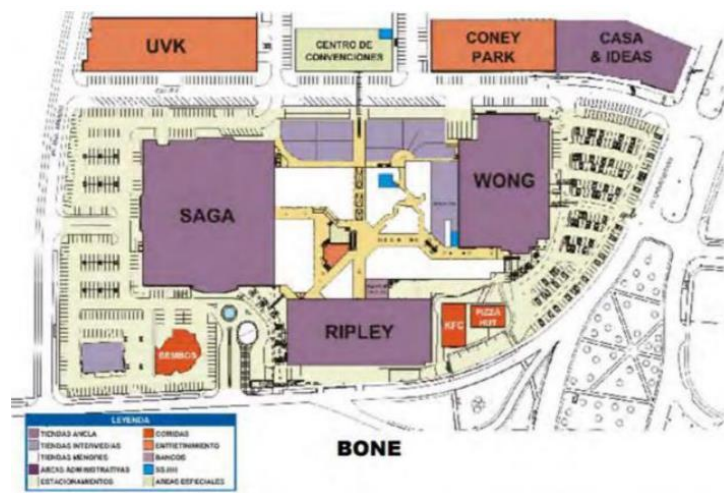 UVK
CENTRO DE
CONVENCIONES
CONEY
PARK
CASA
& IDEAS
SAGA
WONG
RIPLEY
KFC
PIZZA
HUT
BEMBOS
LEYENDA
TIENDAS ANCLA
COMIDAS
TIENDAS INTERMEDIAS
ENTRETENIMIENTO
TIENDAS MENORES
BANCOS
AREAS ADMINISTRATIVAS
SS.HH
ESTACIONAMIENTOS
AREAS ESPECIALES
BONE